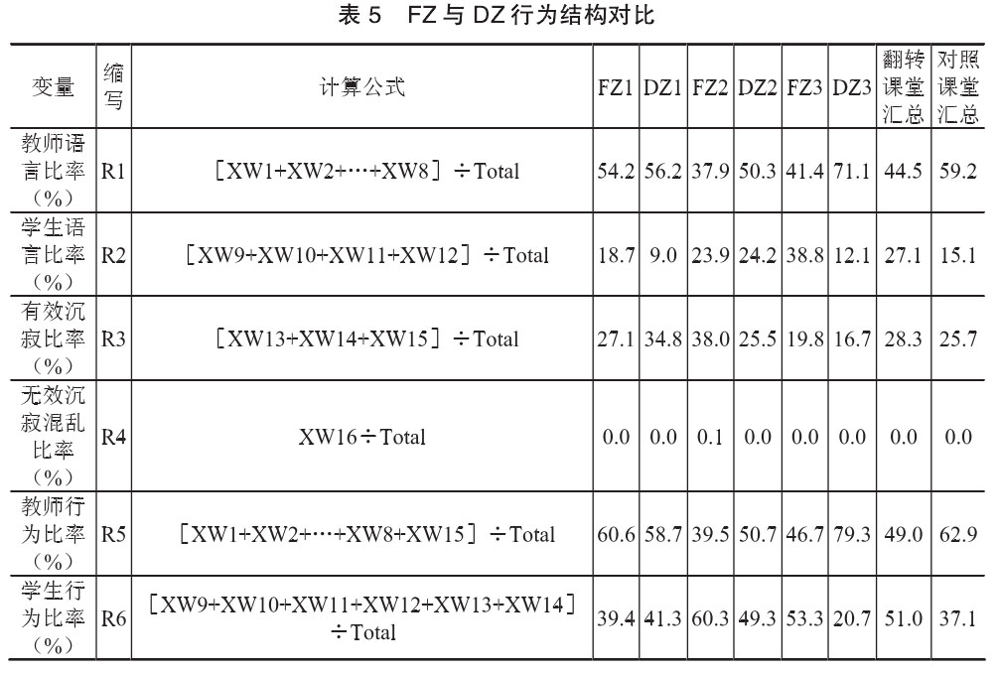 表 5　FZ 与 DZ 行为结构对比
变量 缩写 计算公式 FZ1 DZ1 FZ2 DZ2 FZ3 DZ3 翻转课堂汇总 对照课堂汇总
教师语言比率（%） R1 ［XW1+XW2+…+XW8］÷Total 54.2 56.2 37.9 50.3 41.4 71.1 44.5 59.2
学生语言比率（%） R2 ［XW9+XW10+XW11+XW12］÷Total 18.7 9.0 23.9 24.2 38.8 12.1 27.1 15.1
有效沉寂比率（%） R3 ［XW13+XW14+XW15］÷Total 27.1 34.8 38.0 25.5 19.8 16.7 28.3 25.7
无效沉寂混乱比率（%） R4 XW16÷Total 0.0 0.0 0.1 0.0 0.0 0.0 0.0 0.0
教师行为比率（%） R5 ［XW1+XW2+…+XW8+XW15］÷Total 60.6 58.7 39.5 50.7 46.7 79.3 49.0 62.9
学生行为比率（%） R6 ［XW9+XW10+XW11+XW12+XW13+XW14］÷Total 39.4 41.3 60.3 49.3 53.3 20.7 51.0 37.1